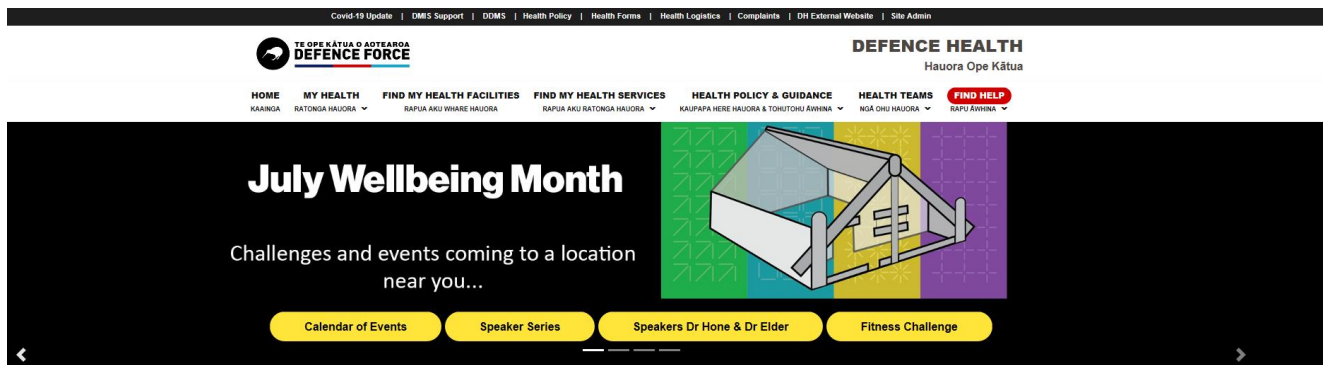 Covid-19 Update | DMIS Support | DDMS | Health Policy | Health Forms | Health Logistics | Complaints | DH External Website | Site Admin
TE OPE KĀTUA O AOTEAROA
DEFENCE FORCE
DEFENCE HEALTH
Hauora Ope Kātua
HOME MY HEALTH FIND MY HEALTH FACILITIES FIND MY HEALTH SERVICES HEALTH POLICY & GUIDANCE HEALTH TEAMS FIND HELP
KAAINGA RATONGA HAUORA RAPUA AKU WHARE HAUORA RAPUA AKU RATONGA HAUORA KAUPAPA HERE HAUORA & TOHUTOHU ĀWHINA NGĀ OHU HAUORA RAPU ĀWHINA
July Wellbeing Month
Challenges and events coming to a location
near you...
Calendar of Events Speaker Series Speakers Dr Hone & Dr Elder Fitness Challenge